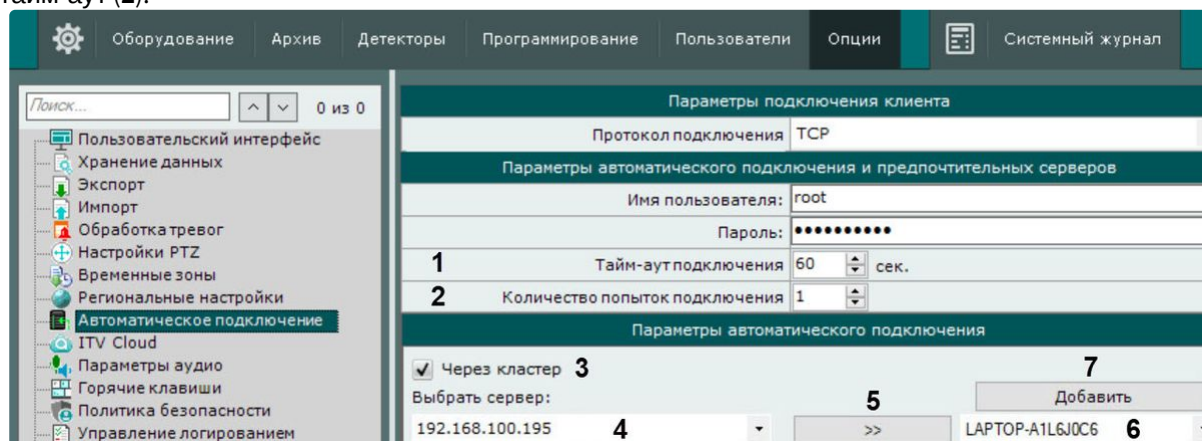 тайм-аут (2).
Оборудование Архив Детекторы Программирование Пользователи Опции Системный журнал
Поиск... 0 из 0
Пользовательский интерфейс
Хранение данных
Экспорт
Импорт
Обработка тревог
Настройки PTZ
Временные зоны
Региональные настройки
Автоматическое подключение
ITV Cloud
Параметры аудио
Горячие клавиши
Политика безопасности
Управление логированием
Параметры подключения клиента
Протокол подключения TCP
Параметры автоматического подключения и предпочтительных серверов
Имя пользователя: root
Пароль: ••••••••••
1 Тайм-аут подключения 60 сек.
2 Количество попыток подключения 1
Параметры автоматического подключения
Через кластер 3 7
Выбрать сервер: 5 Добавить
192.168.100.195 4 >> LAPTOP-A1L6J0C6 6